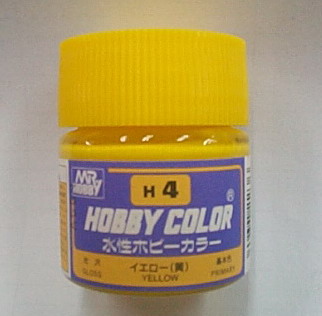 MR
HOBBY
H 4
HOBBY COLOR ®
水性ホビーカラー
光沢 イエロー(黄) 基本色
GLOSS YELLOW PRIMARY